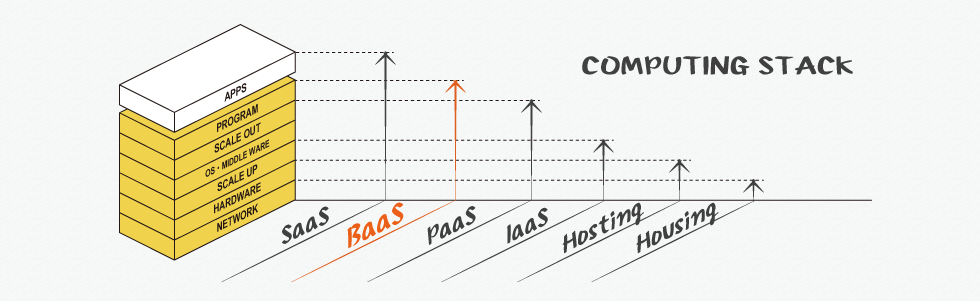 COMPUTING STACK
APPS
PROGRAM
SCALE OUT
OS・MIDDLE WARE
SCALE UP
HARDWARE
NETWORK
SaaS
BaaS
PaaS
IaaS
Hosting
Housing